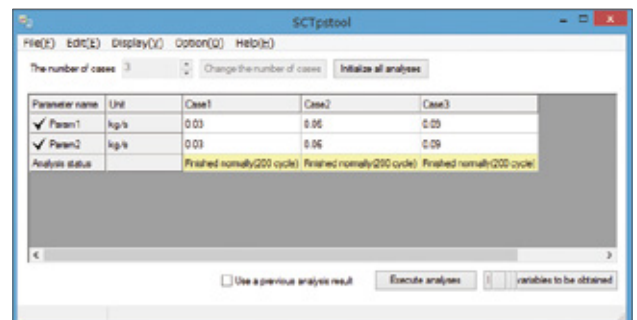 SCTpstool
File(F) Edit(E) Display(V) Option(O) Help(H)
The number of cases 3 Change the number of cases Initialize all analyses
Parameter name Unit Case1 Case2 Case3
Param1 kg/s 0.03 0.06 0.09
Param2 kg/s 0.03 0.06 0.09
Analysis status Finished normally(200 cycle) Finished normally(200 cycle) Finished normally(200 cycle)
Use a previous analysis result Execute analyses variables to be obtained